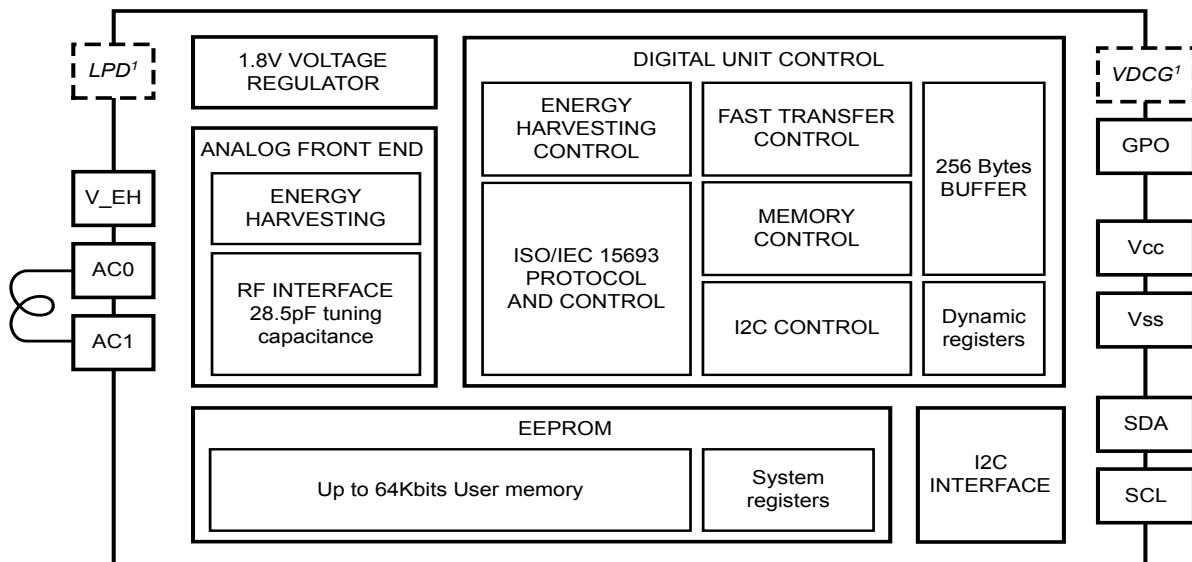 LPD¹
V_EH
AC0
AC1
1.8V VOLTAGE
REGULATOR
ANALOG FRONT END
ENERGY
HARVESTING
RF INTERFACE
28.5pF tuning
capacitance
DIGITAL UNIT CONTROL
ENERGY
HARVESTING
CONTROL
FAST TRANSFER
CONTROL
256 Bytes
BUFFER
ISO/IEC 15693
PROTOCOL
AND CONTROL
MEMORY
CONTROL
I2C CONTROL
Dynamic
registers
EEPROM
Up to 64Kbits User memory
System
registers
I2C
INTERFACE
VDCG¹
GPO
Vcc
Vss
SDA
SCL